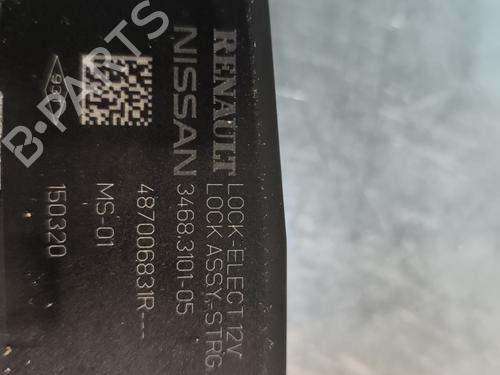 RENAULT
NISSAN
LOCK-ELECT.12V
LOCK ASSY,-STRG
3468.3101-05
487006831R---
MS-01
150320
B-PARTS